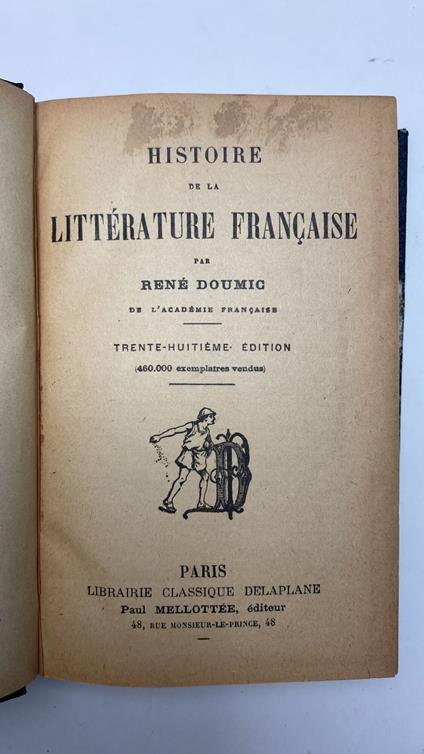 HISTOIRE
DE LA
LITTÉRATURE FRANÇAISE
PAR
RENÉ DOUMIC
DE L'ACADÉMIE FRANÇAISE
TRENTE-HUITIÈME ÉDITION
(460.000 exemplaires vendus)
PARIS
LIBRAIRIE CLASSIQUE DELAPLANE
Paul MELLOTTÉE, éditeur
48, RUE MONSIEUR-LE-PRINCE, 48